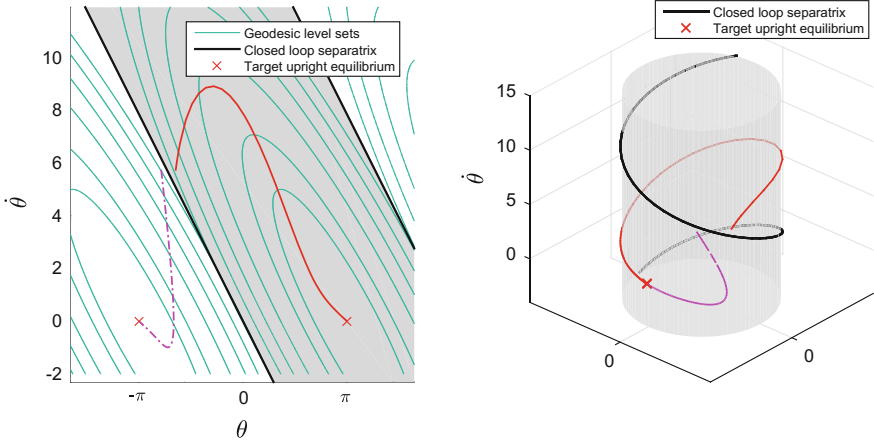 Geodesic level sets
Closed loop separatrix
Target upright equilibrium
10
8
6
4
2
0
-2
θ̇
-π
0
π
θ
Closed loop separatrix
Target upright equilibrium
15
10
5
0
θ̇
0
0